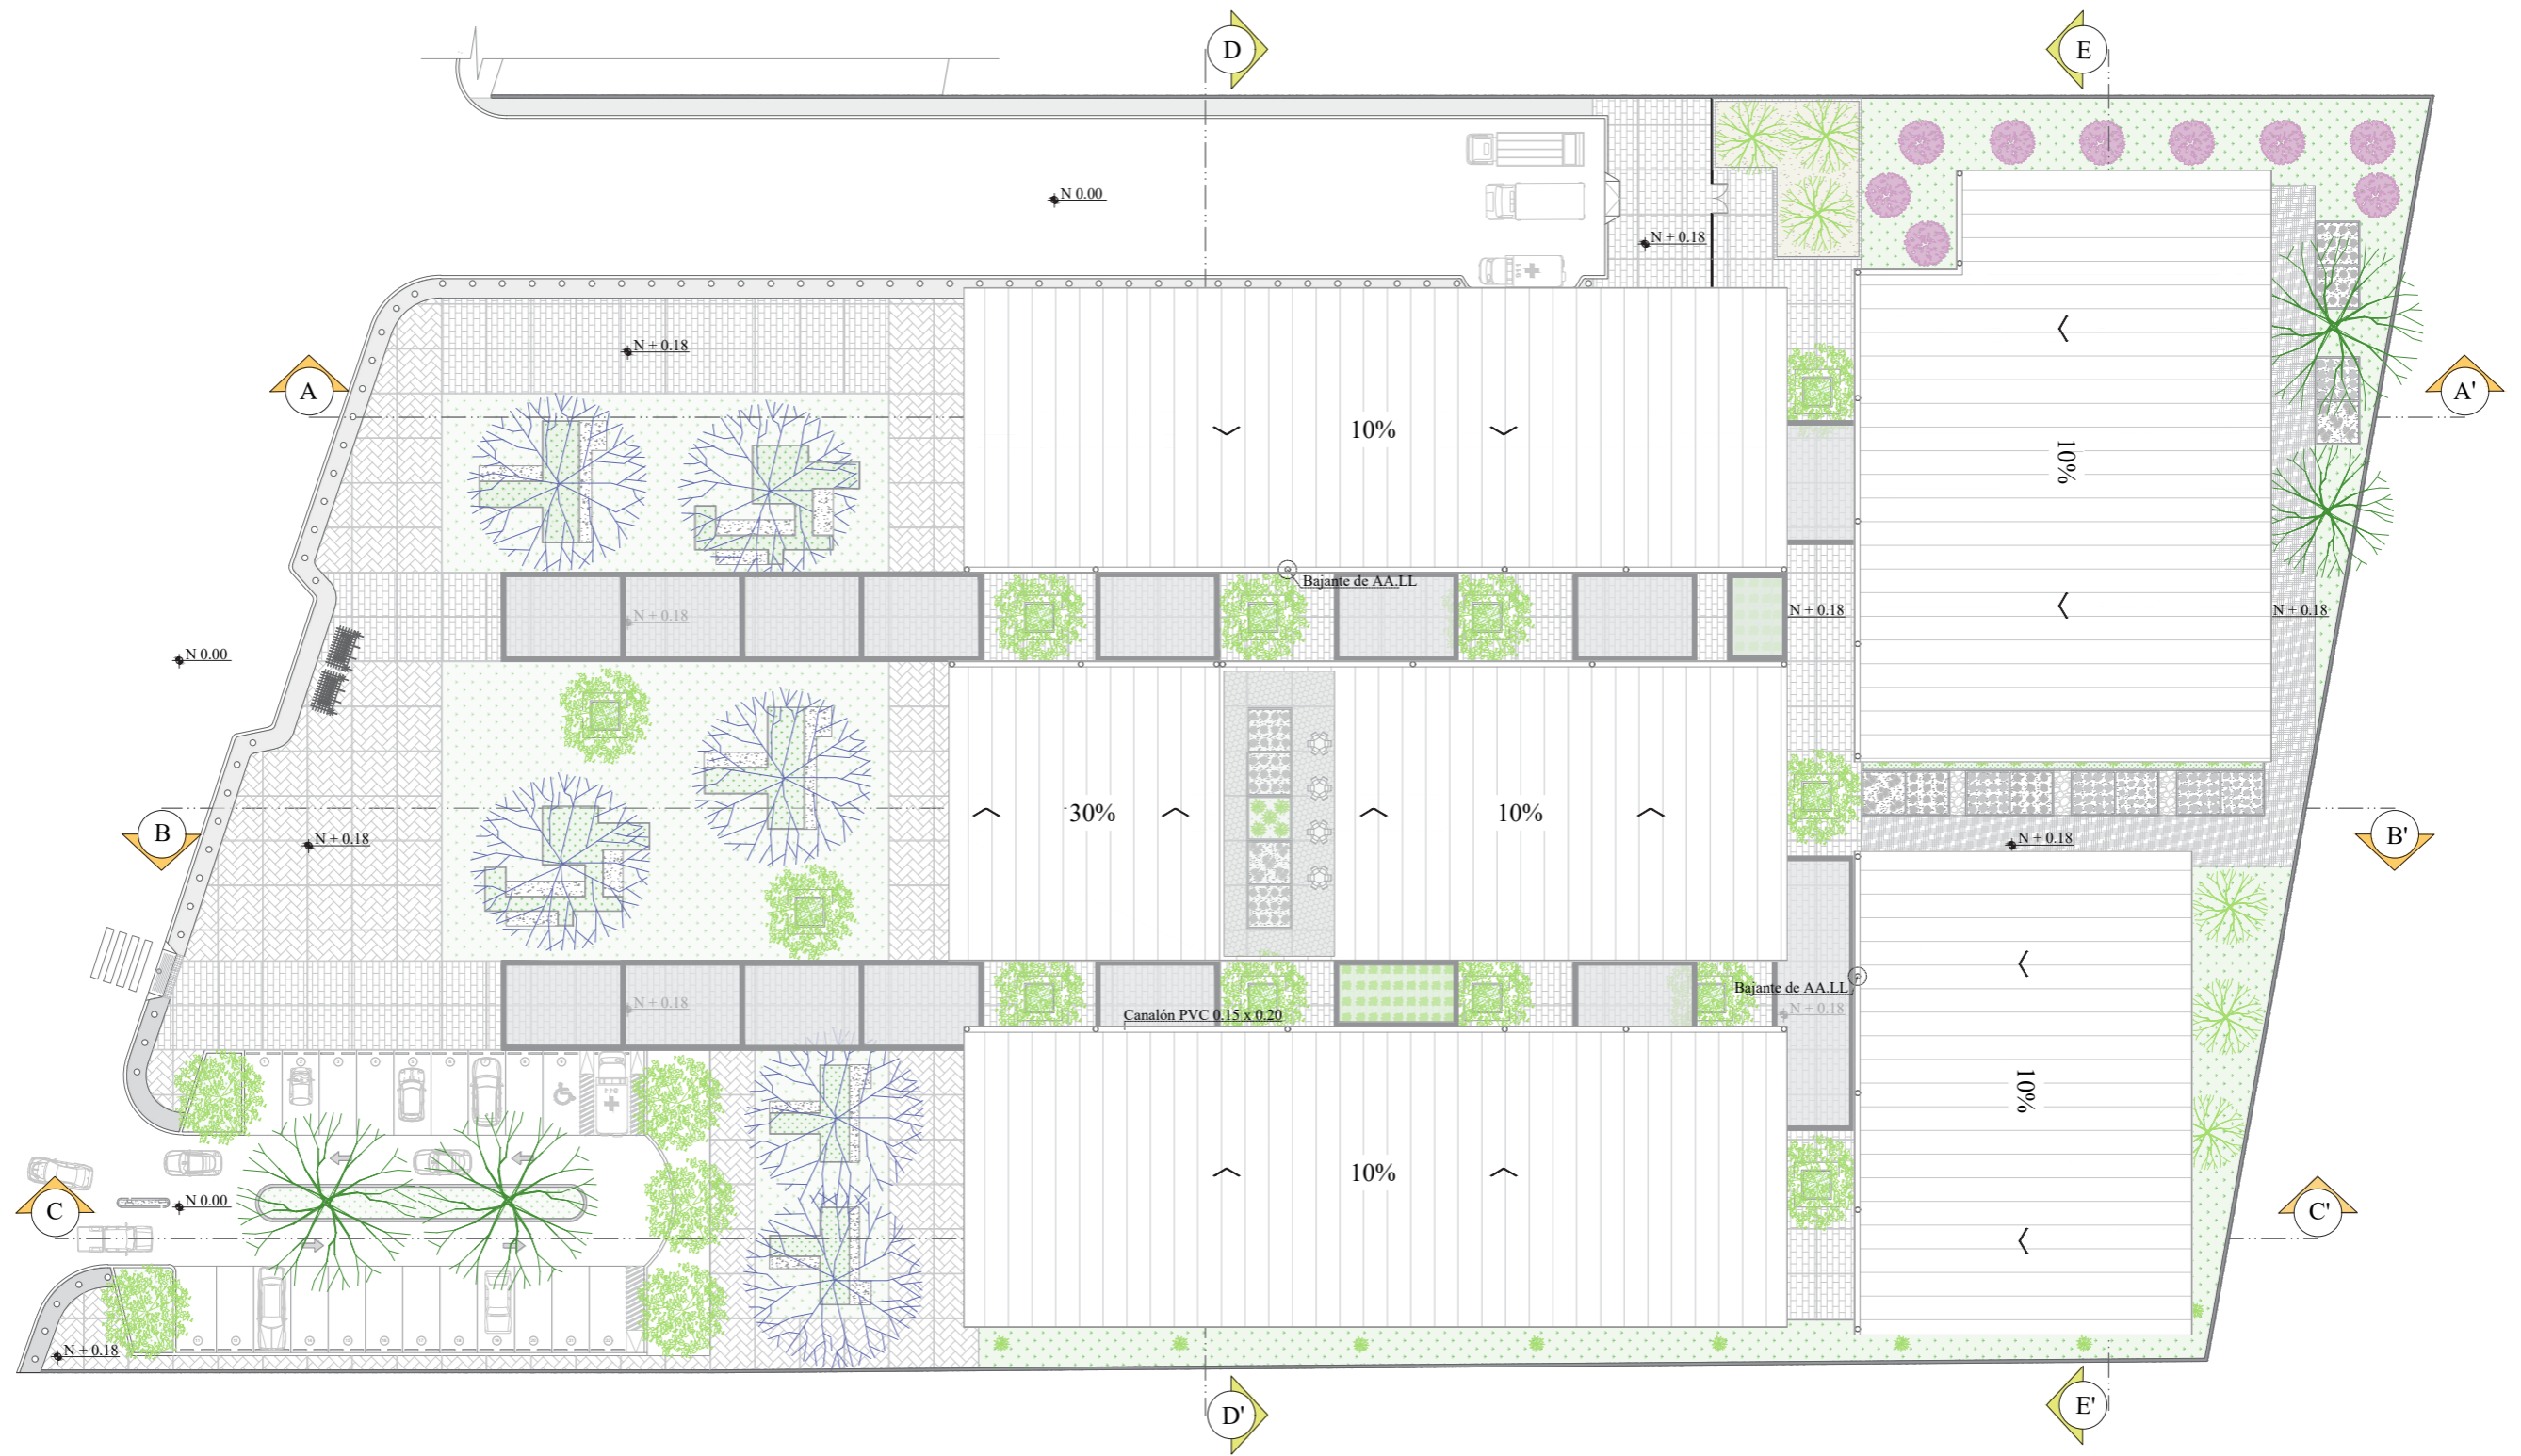 D
E
N 0.00
N + 0.18
N + 0.18
A
A'
10%
10%
Bajante de AA.LL
N + 0.18
N + 0.18
N + 0.18
N 0.00
B
30%
10%
B'
N + 0.18
N + 0.18
Bajante de AA.LL
N + 0.18
N + 0.18
Canalón PVC 0.15 x 0.20
10%
10%
C
N 0.00
C'
N + 0.18
D'
E'